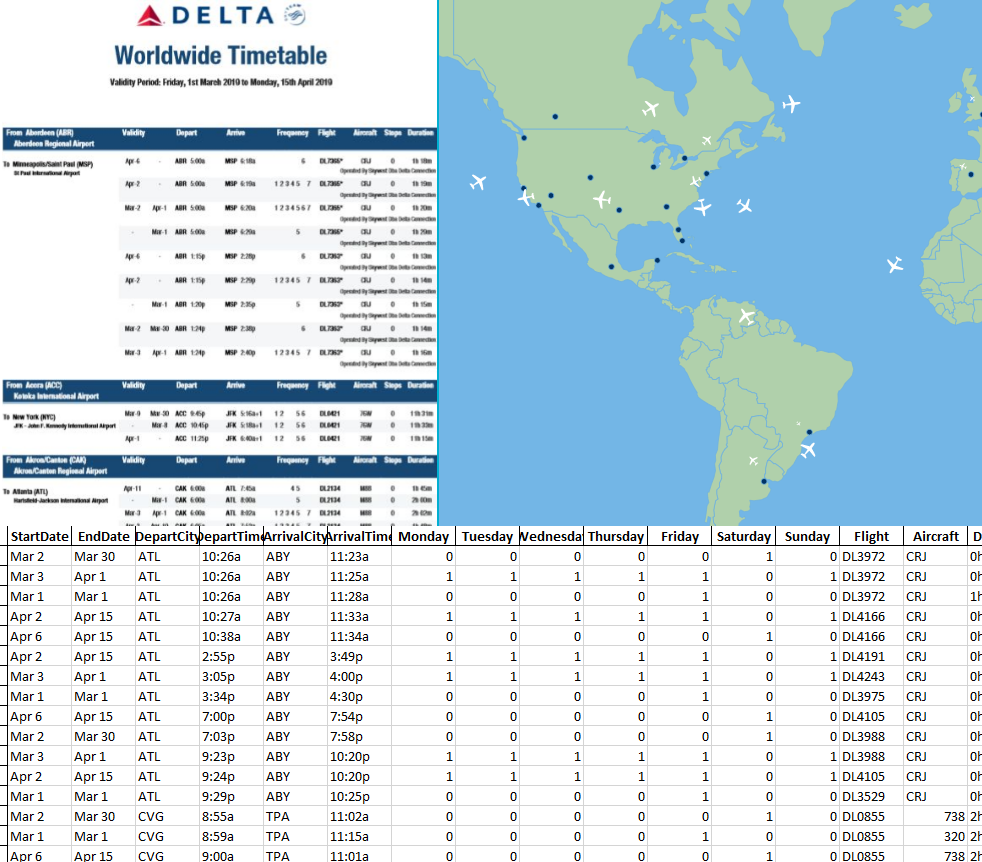 DELTA
Worldwide Timetable
Validity Period: Friday, 1st March 2019 to Monday, 15th April 2019
From Aberdeen (ABR) Validity Depart Arrive Frequency Flight Aircraft Stops Duration
Aberdeen Regional Airport
To Minneapolis/Saint Paul (MSP) Apr-6 - ABR 5:00a MSP 6:18a 6 DL7365* CRJ 0 1h 18m
St Paul International Airport
Operated By Skywest Dba Delta Connection
Apr-2 - ABR 5:00a MSP 6:19a 1 2 3 4 5 7 DL7365* CRJ 0 1h 19m
Operated By Skywest Dba Delta Connection
Mar-2 Apr-1 ABR 5:00a MSP 6:20a 1 2 3 4 5 6 7 DL7365* CRJ 0 1h 20m
Operated By Skywest Dba Delta Connection
- Mar-1 ABR 5:00a MSP 6:29a 5 DL7365* CRJ 0 1h 29m
Operated By Skywest Dba Delta Connection
Apr-6 - ABR 1:15p MSP 2:28p 6 DL7363* CRJ 0 1h 13m
Operated By Skywest Dba Delta Connection
Apr-2 - ABR 1:15p MSP 2:29p 1 2 3 4 5 7 DL7363* CRJ 0 1h 14m
Operated By Skywest Dba Delta Connection
- Mar-1 ABR 1:20p MSP 2:35p 5 DL7363* CRJ 0 1h 15m
Operated By Skywest Dba Delta Connection
Mar-2 Mar-30 ABR 1:24p MSP 2:38p 6 DL7363* CRJ 0 1h 14m
Operated By Skywest Dba Delta Connection
Mar-3 Apr-1 ABR 1:24p MSP 2:40p 1 2 3 4 5 7 DL7363* CRJ 0 1h 16m
Operated By Skywest Dba Delta Connection
From Accra (ACC) Validity Depart Arrive Frequency Flight Aircraft Stops Duration
Kotoka International Airport
To New York (NYC) Mar-9 Mar-30 ACC 9:45p JFK 5:16a+1 1 2 5 6 DL0421 76W 0 11h 31m
JFK - John F. Kennedy International Airport - Mar-8 ACC 10:45p JFK 5:18a+1 1 2 5 6 DL0421 76W 0 11h 33m
Apr-1 - ACC 11:25p JFK 6:40a+1 1 2 5 6 DL0421 76W 0 11h 15m
From Akron/Canton (CAK) Validity Depart Arrive Frequency Flight Aircraft Stops Duration
Akron/Canton Regional Airport
To Atlanta (ATL) Apr-11 - CAK 6:00a ATL 7:45a 4 5 DL2134 M88 0 1h 45m
Hartsfield-Jackson International Airport - Mar-1 CAK 6:00a ATL 8:00a 5 DL2134 M88 0 2h 00m
Mar-3 Apr-1 CAK 6:00a ATL 8:02a 1 2 3 4 5 7 DL2134 M88 0 2h 02m
StartDate EndDate DepartCity DepartTime ArrivalCity ArrivalTime Monday Tuesday Wednesday Thursday Friday Saturday Sunday Flight Aircraft D
Mar 2 Mar 30 ATL 10:26a ABY 11:23a 0 0 0 0 0 1 0 DL3972 CRJ 0h
Mar 3 Apr 1 ATL 10:26a ABY 11:25a 1 1 1 1 1 0 1 DL3972 CRJ 0h
Mar 1 Mar 1 ATL 10:26a ABY 11:28a 0 0 0 0 1 0 0 DL3972 CRJ 1h
Apr 2 Apr 15 ATL 10:27a ABY 11:33a 1 1 1 1 1 0 1 DL4166 CRJ 0h
Apr 6 Apr 15 ATL 10:38a ABY 11:34a 0 0 0 0 0 1 0 DL4166 CRJ 0h
Apr 2 Apr 15 ATL 2:55p ABY 3:49p 1 1 1 1 1 0 1 DL4191 CRJ 0h
Mar 3 Apr 1 ATL 3:05p ABY 4:00p 1 1 1 1 1 0 1 DL4243 CRJ 0h
Mar 1 Mar 1 ATL 3:34p ABY 4:30p 0 0 0 0 1 0 0 DL3975 CRJ 0h
Apr 6 Apr 15 ATL 7:00p ABY 7:54p 0 0 0 0 0 1 0 DL4105 CRJ 0h
Mar 2 Mar 30 ATL 7:03p ABY 7:58p 0 0 0 0 0 1 0 DL3988 CRJ 0h
Mar 3 Apr 1 ATL 9:23p ABY 10:20p 1 1 1 1 1 0 1 DL3988 CRJ 0h
Apr 2 Apr 15 ATL 9:24p ABY 10:20p 1 1 1 1 1 0 1 DL4105 CRJ 0h
Mar 1 Mar 1 ATL 9:29p ABY 10:25p 0 0 0 0 1 0 0 DL3529 CRJ 0h
Mar 2 Mar 30 CVG 8:55a TPA 11:02a 0 0 0 0 0 1 0 DL0855 738 2h
Mar 1 Mar 1 CVG 8:59a TPA 11:15a 0 0 0 0 1 0 0 DL0855 320 2h
Apr 6 Apr 15 CVG 9:00a TPA 11:01a 0 0 0 0 0 1 0 DL0855 738 2h